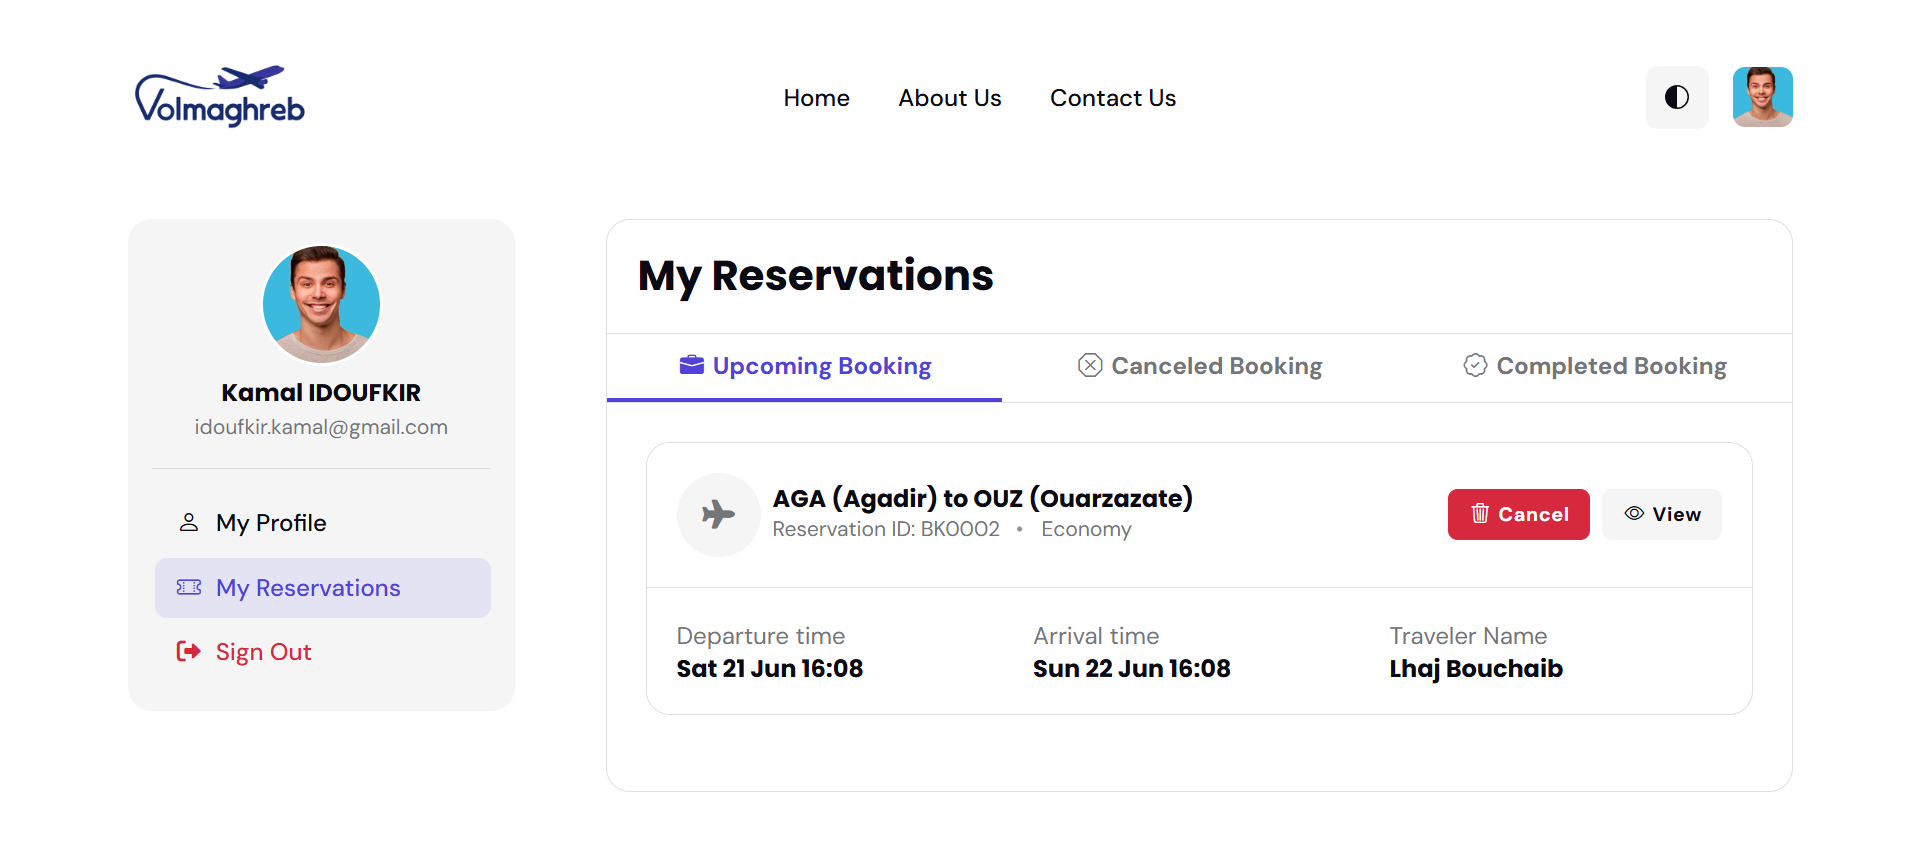 Volmaghreb
Home
About Us
Contact Us
Kamal IDOUFKIR
idoufkir.kamal@gmail.com
My Profile
My Reservations
Sign Out
My Reservations
Upcoming Booking
Canceled Booking
Completed Booking
AGA (Agadir) to OUZ (Ouarzazate)
Reservation ID: BK0002 • Economy
Cancel
View
Departure time
Sat 21 Jun 16:08
Arrival time
Sun 22 Jun 16:08
Traveler Name
Lhaj Bouchaib